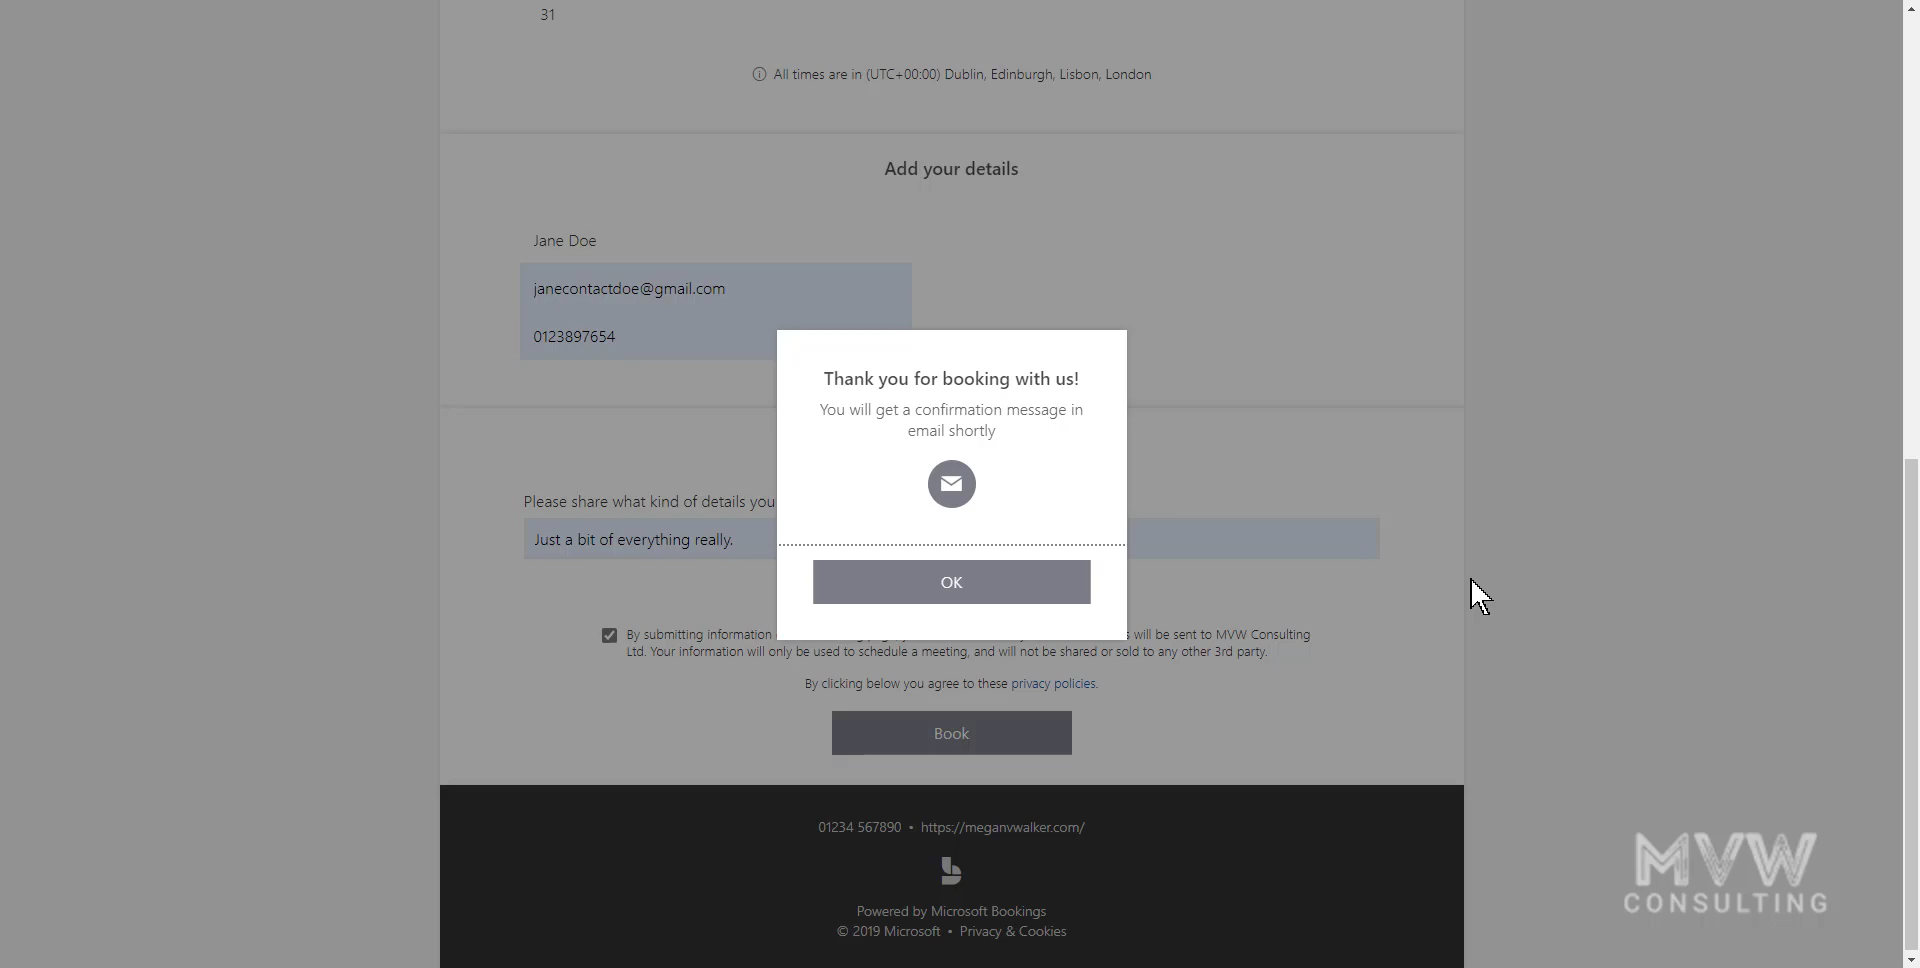 31
All times are in (UTC+00:00) Dublin, Edinburgh, Lisbon, London
Add your details
Jane Doe
janecontactdoe@gmail.com
0123897654
Thank you for booking with us!
You will get a confirmation message in
email shortly
OK
Please share what kind of details you
Just a bit of everything really.
By submitting information will be sent to MVW Consulting
Ltd. Your information will only be used to schedule a meeting, and will not be shared or sold to any other 3rd party.
By clicking below you agree to these privacy policies.
Book
01234 567890 • https://meganvwalker.com/
Powered by Microsoft Bookings
© 2019 Microsoft • Privacy & Cookies
MVW
CONSULTING